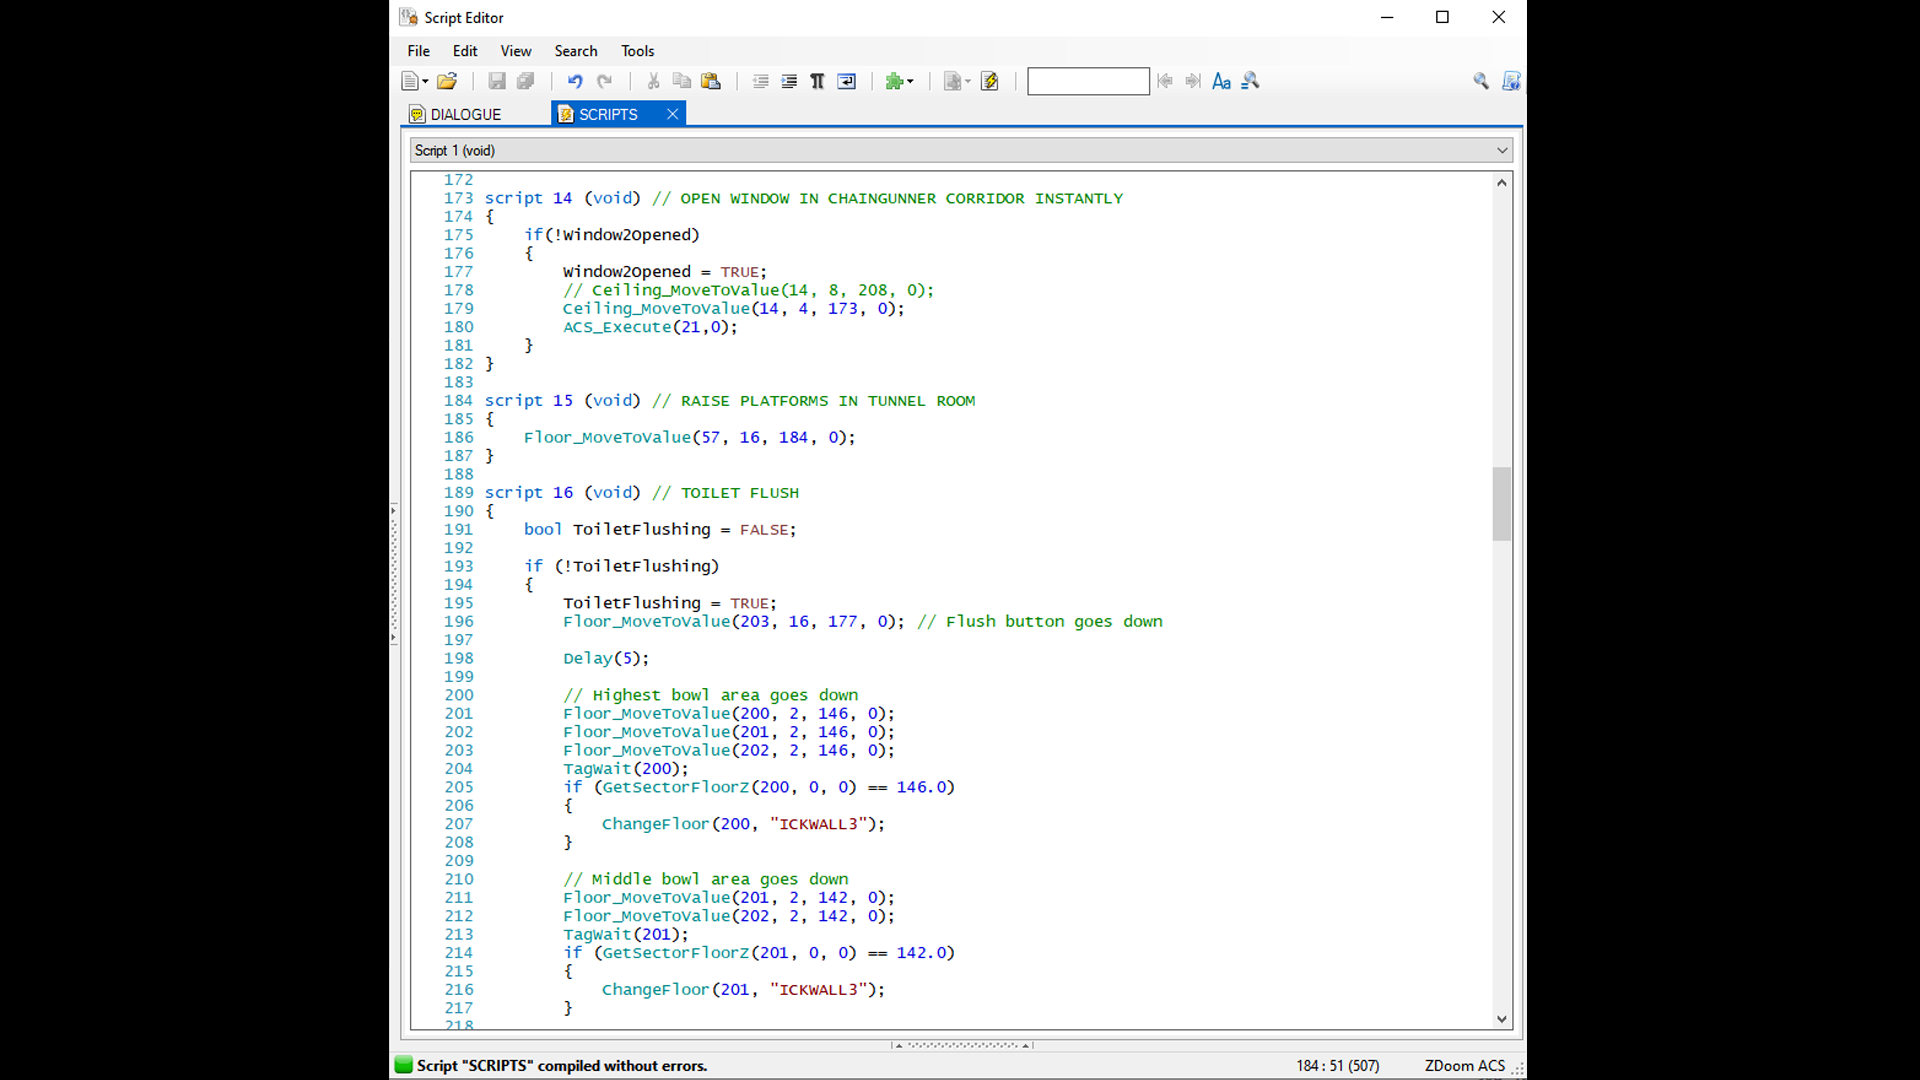 Script Editor
File Edit View Search Tools
Aa
DIALOGUE SCRIPTS
Script 1 (void)
172
173 script 14 (void) // OPEN WINDOW IN CHAINGUNNER CORRIDOR INSTANTLY
174 {
175 if(!Window2Opened)
176 {
177 Window2Opened = TRUE;
178 // Ceiling_MoveToValue(14, 8, 208, 0);
179 Ceiling_MoveToValue(14, 4, 173, 0);
180 ACS_Execute(21,0);
181 }
182 }
183
184 script 15 (void) // RAISE PLATFORMS IN TUNNEL ROOM
185 {
186 Floor_MoveToValue(57, 16, 184, 0);
187 }
188
189 script 16 (void) // TOILET FLUSH
190 {
191 bool ToiletFlushing = FALSE;
192
193 if (!ToiletFlushing)
194 {
195 ToiletFlushing = TRUE;
196 Floor_MoveToValue(203, 16, 177, 0); // Flush button goes down
197
198 Delay(5);
199
200 // Highest bowl area goes down
201 Floor_MoveToValue(200, 2, 146, 0);
202 Floor_MoveToValue(201, 2, 146, 0);
203 Floor_MoveToValue(202, 2, 146, 0);
204 TagWait(200);
205 if (GetSectorFloorZ(200, 0, 0) == 146.0)
206 {
207 ChangeFloor(200, "ICKWALL3");
208 }
209
210 // Middle bowl area goes down
211 Floor_MoveToValue(201, 2, 142, 0);
212 Floor_MoveToValue(202, 2, 142, 0);
213 TagWait(201);
214 if (GetSectorFloorZ(201, 0, 0) == 142.0)
215 {
216 ChangeFloor(201, "ICKWALL3");
217 }
218
Script "SCRIPTS" compiled without errors. 184 : 51 (507) ZDoom ACS